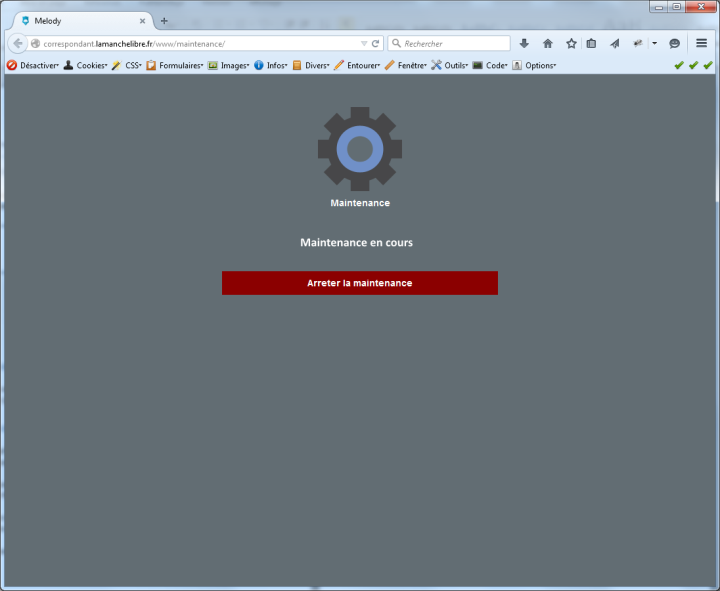 Melody
correspondant.lamanchelibre.fr/www/maintenance/
Rechercher
Désactiver Cookies CSS Formulaires Images Infos Divers Entourer Fenêtre Outils Code Options
Maintenance
Maintenance en cours
Arreter la maintenance